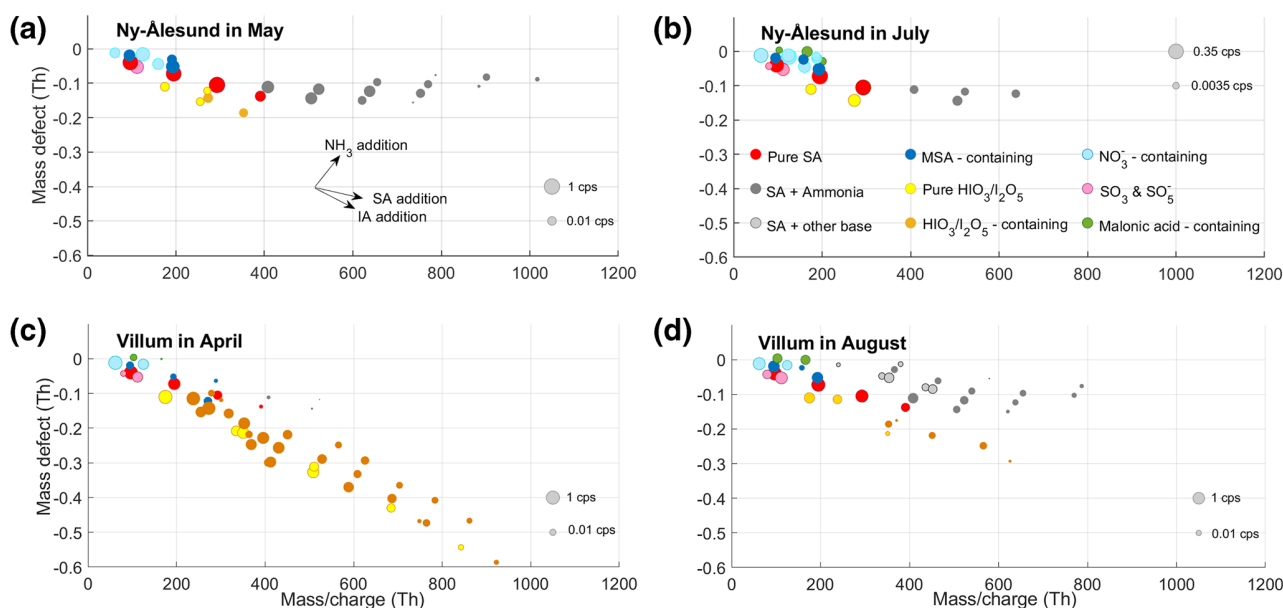 (a)
Ny-Ålesund in May
0
-0.1
-0.2
-0.3
-0.4
-0.5
-0.6
Mass defect (Th)
0 200 400 600 800 1000 1200
NH3 addition
SA addition
IA addition
1 cps
0.01 cps
(b)
Ny-Ålesund in July
0
-0.1
-0.2
-0.3
-0.4
-0.5
-0.6
0 200 400 600 800 1000 1200
0.35 cps
0.0035 cps
Pure SA
MSA - containing
NO3- - containing
SA + Ammonia
Pure HIO3/I2O5
SO3 & SO5-
SA + other base
HIO3/I2O5 - containing
Malonic acid - containing
(c)
Villum in April
0
-0.1
-0.2
-0.3
-0.4
-0.5
-0.6
Mass defect (Th)
0 200 400 600 800 1000 1200
Mass/charge (Th)
1 cps
0.01 cps
(d)
Villum in August
0
-0.1
-0.2
-0.3
-0.4
-0.5
-0.6
0 200 400 600 800 1000 1200
Mass/charge (Th)
1 cps
0.01 cps